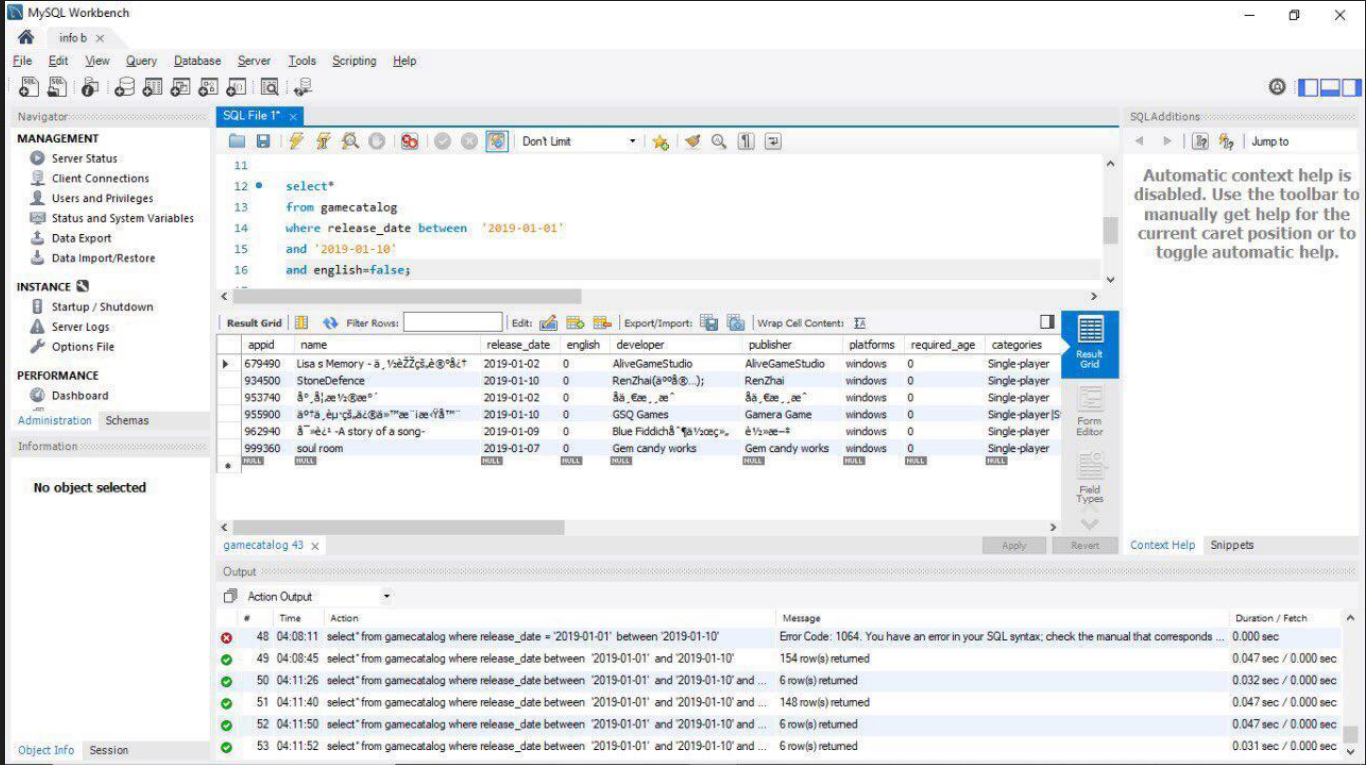 MySQL Workbench
info b
File Edit View Query Database Server Tools Scripting Help
Navigator
MANAGEMENT
Server Status
Client Connections
Users and Privileges
Status and System Variables
Data Export
Data Import/Restore
INSTANCE
Startup / Shutdown
Server Logs
Options File
PERFORMANCE
Dashboard
Administration Schemas
Information
No object selected
Object Info Session
SQL File 1*
Don't Limit
11
12 select*
13 from gamecatalog
14 where release_date between '2019-01-01'
15 and '2019-01-10'
16 and english=false;
Result Grid Filter Rows: Edit: Export/Import: Wrap Cell Content:
appid name release_date english developer publisher platforms required_age categories
679490 Lisa s Memory - 2019-01-02 0 AliveGameStudio AliveGameStudio windows 0 Single-player
934500 StoneDefence 2019-01-10 0 RenZhai RenZhai windows 0 Single-player
953740 2019-01-02 0 windows 0 Single-player
955900 2019-01-10 0 GSQ Games Gamera Game windows 0 Single-player|S
962940 -A story of a song- 2019-01-09 0 Blue Fiddich windows 0 Single-player
999360 soul room 2019-01-07 0 Gem candy works Gem candy works windows 0 Single-player
NULL NULL NULL NULL NULL NULL NULL NULL NULL
Result Grid
Form Editor
Field Types
gamecatalog 43 Apply Revert
Output
Action Output
# Time Action Message Duration / Fetch
48 04:08:11 select* from gamecatalog where release_date = '2019-01-01' between '2019-01-10' Error Code: 1064. You have an error in your SQL syntax; check the manual that corresponds ... 0.000 sec
49 04:08:45 select* from gamecatalog where release_date between '2019-01-01' and '2019-01-10' 154 row(s) returned 0.047 sec / 0.000 sec
50 04:11:26 select* from gamecatalog where release_date between '2019-01-01' and '2019-01-10' and ... 6 row(s) returned 0.032 sec / 0.000 sec
51 04:11:40 select* from gamecatalog where release_date between '2019-01-01' and '2019-01-10' and ... 148 row(s) returned 0.047 sec / 0.000 sec
52 04:11:50 select* from gamecatalog where release_date between '2019-01-01' and '2019-01-10' and ... 6 row(s) returned 0.047 sec / 0.000 sec
53 04:11:52 select* from gamecatalog where release_date between '2019-01-01' and '2019-01-10' and ... 6 row(s) returned 0.031 sec / 0.000 sec
SQLAdditions
Jump to
Automatic context help is
disabled. Use the toolbar to
manually get help for the
current caret position or to
toggle automatic help.
Context Help Snippets